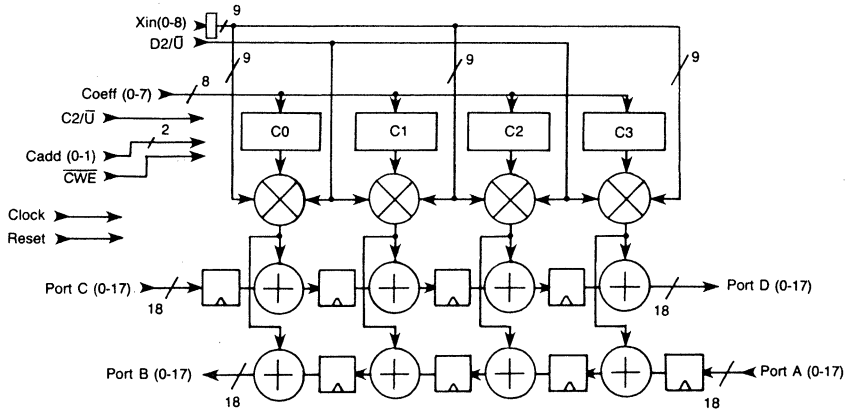 9
Xin(0-8)
D2/U̅
9
9
9
Coeff (0-7)
8
C2/U̅
2
Cadd (0-1)
C̅W̅E̅
C0
C1
C2
C3
Clock
Reset
Port C (0-17)
18
18
Port D (0-17)
Port B (0-17)
18
18
Port A (0-17)